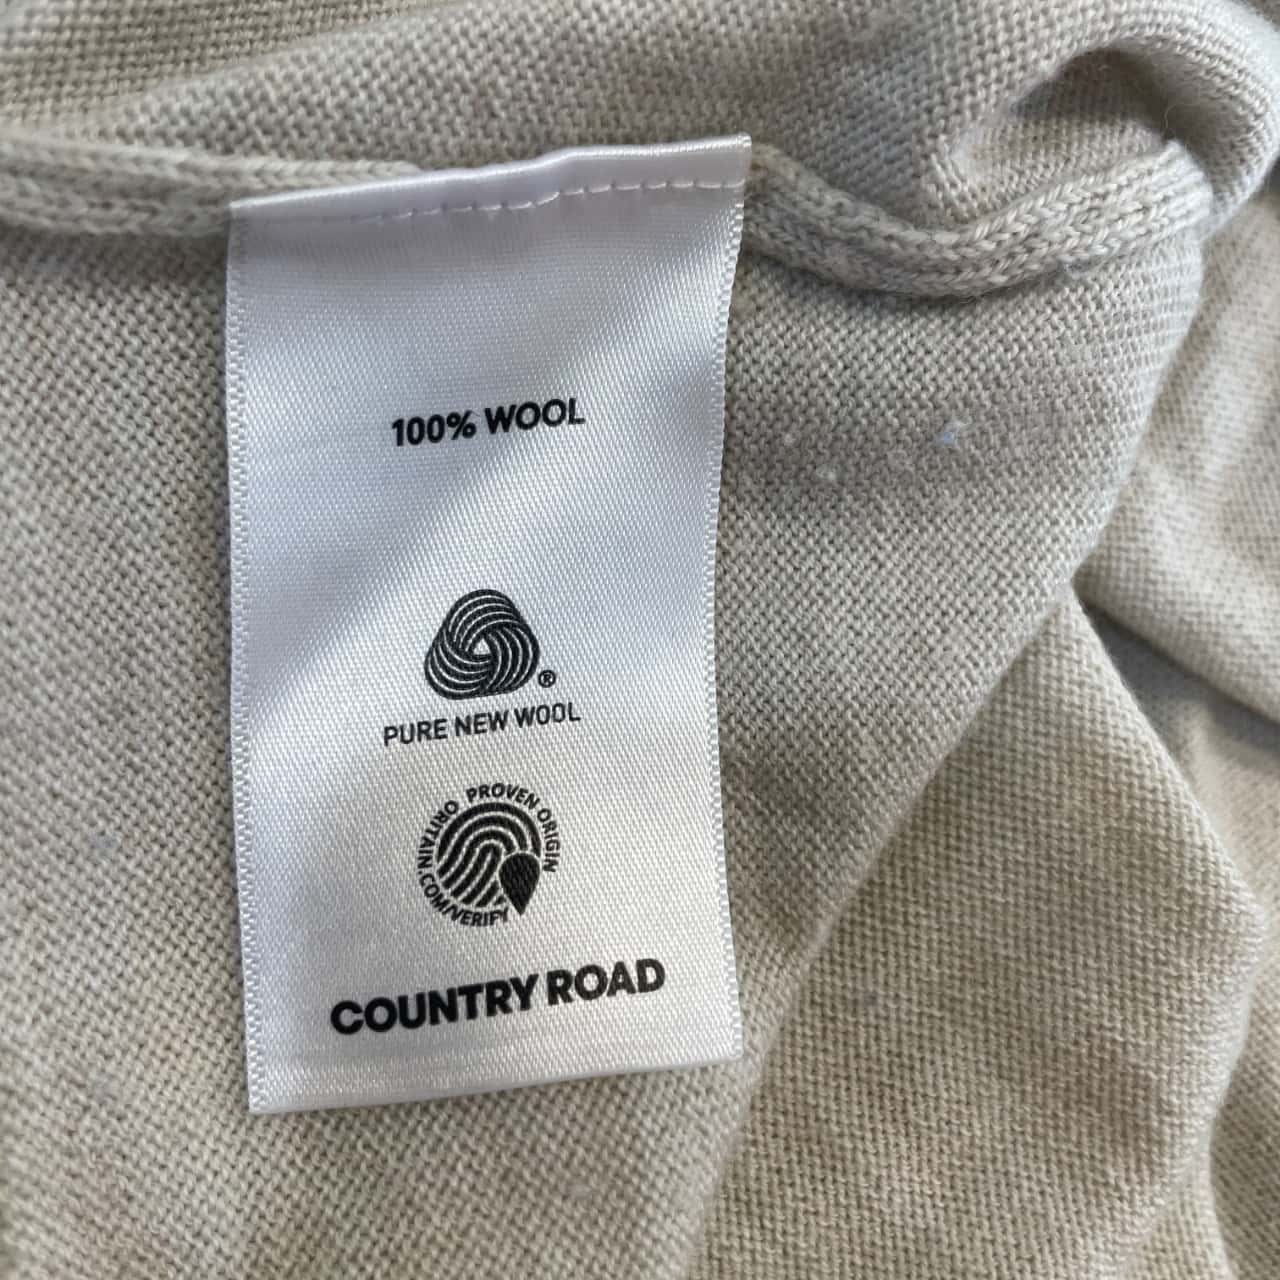 100% WOOL
®
PURE NEW WOOL
ORITAIN.COM/VERIFY PROVEN ORIGIN
COUNTRY ROAD